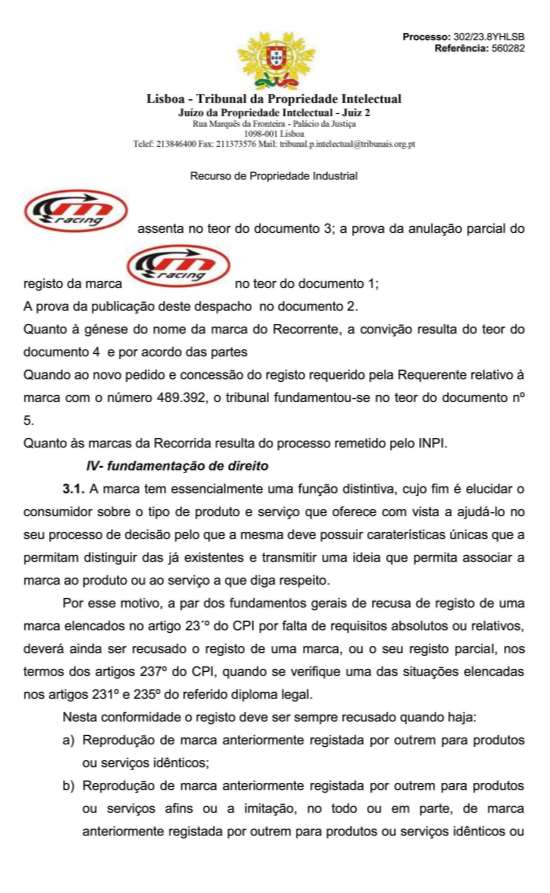 Processo: 302/23.8YHLSB
Referência: 560282
Lisboa - Tribunal da Propriedade Intelectual
Juízo da Propriedade Intelectual - Juiz 2
Rua Marquês da Fronteira - Palácio da Justiça
1098-001 Lisboa
Telef: 213846400 Fax: 211373576 Mail: tribunal.p.intelectual@tribunais.org.pt
Recurso de Propriedade Industrial
m racing assenta no teor do documento 3; a prova da anulação parcial do
registo da marca m racing no teor do documento 1;
A prova da publicação deste despacho no documento 2.
Quanto à génese do nome da marca do Recorrente, a convição resulta do teor do
documento 4 e por acordo das partes
Quando ao novo pedido e concessão do registo requerido pela Requerente relativo à
marca com o número 489.392, o tribunal fundamentou-se no teor do documento nº
5.
Quanto às marcas da Recorrida resulta do processo remetido pelo INPI.
IV- fundamentação de direito
3.1. A marca tem essencialmente uma função distintiva, cujo fim é elucidar o
consumidor sobre o tipo de produto e serviço que oferece com vista a ajudá-lo no
seu processo de decisão pelo que a mesma deve possuir caraterísticas únicas que a
permitam distinguir das já existentes e transmitir uma ideia que permita associar a
marca ao produto ou ao serviço a que diga respeito.
Por esse motivo, a par dos fundamentos gerais de recusa de registo de uma
marca elencados no artigo 23´º do CPI por falta de requisitos absolutos ou relativos,
deverá ainda ser recusado o registo de uma marca, ou o seu registo parcial, nos
termos dos artigos 237º do CPI, quando se verifique uma das situações elencadas
nos artigos 231º e 235º do referido diploma legal.
Nesta conformidade o registo deve ser sempre recusado quando haja:
a) Reprodução de marca anteriormente registada por outrem para produtos
ou serviços idênticos;
b) Reprodução de marca anteriormente registada por outrem para produtos
ou serviços afins ou a imitação, no todo ou em parte, de marca
anteriormente registada por outrem para produtos ou serviços idênticos ou